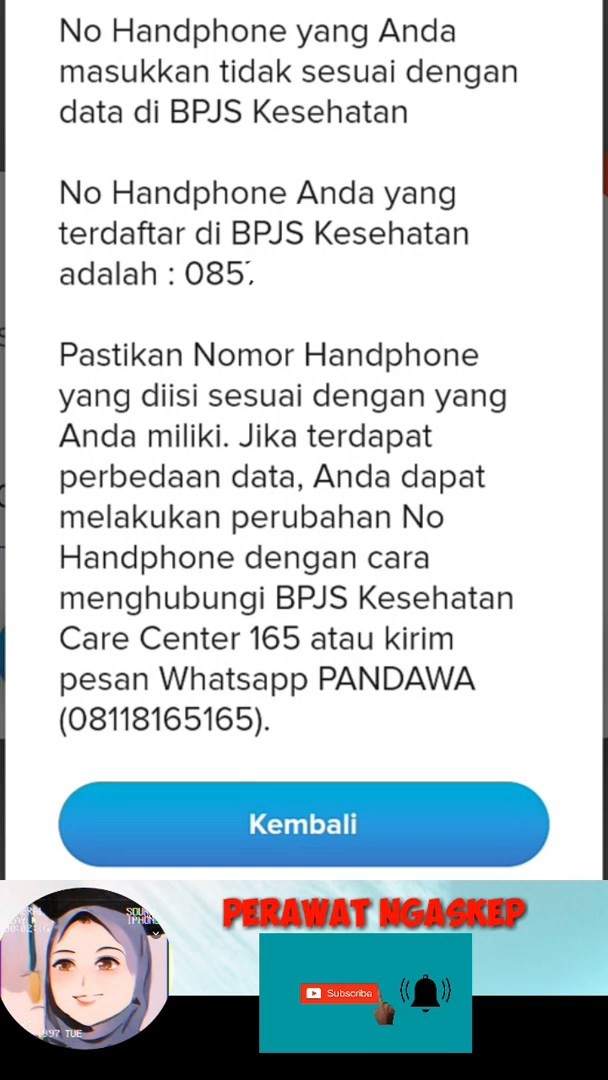 No Handphone yang Anda
masukkan tidak sesuai dengan
data di BPJS Kesehatan
No Handphone Anda yang
terdaftar di BPJS Kesehatan
adalah : 085
Pastikan Nomor Handphone
yang diisi sesuai dengan yang
Anda miliki. Jika terdapat
perbedaan data, Anda dapat
melakukan perubahan No
Handphone dengan cara
menghubungi BPJS Kesehatan
Care Center 165 atau kirim
pesan Whatsapp PANDAWA
(08118165165).
Kembali
PERAWAT NGASKEP
Subscribe